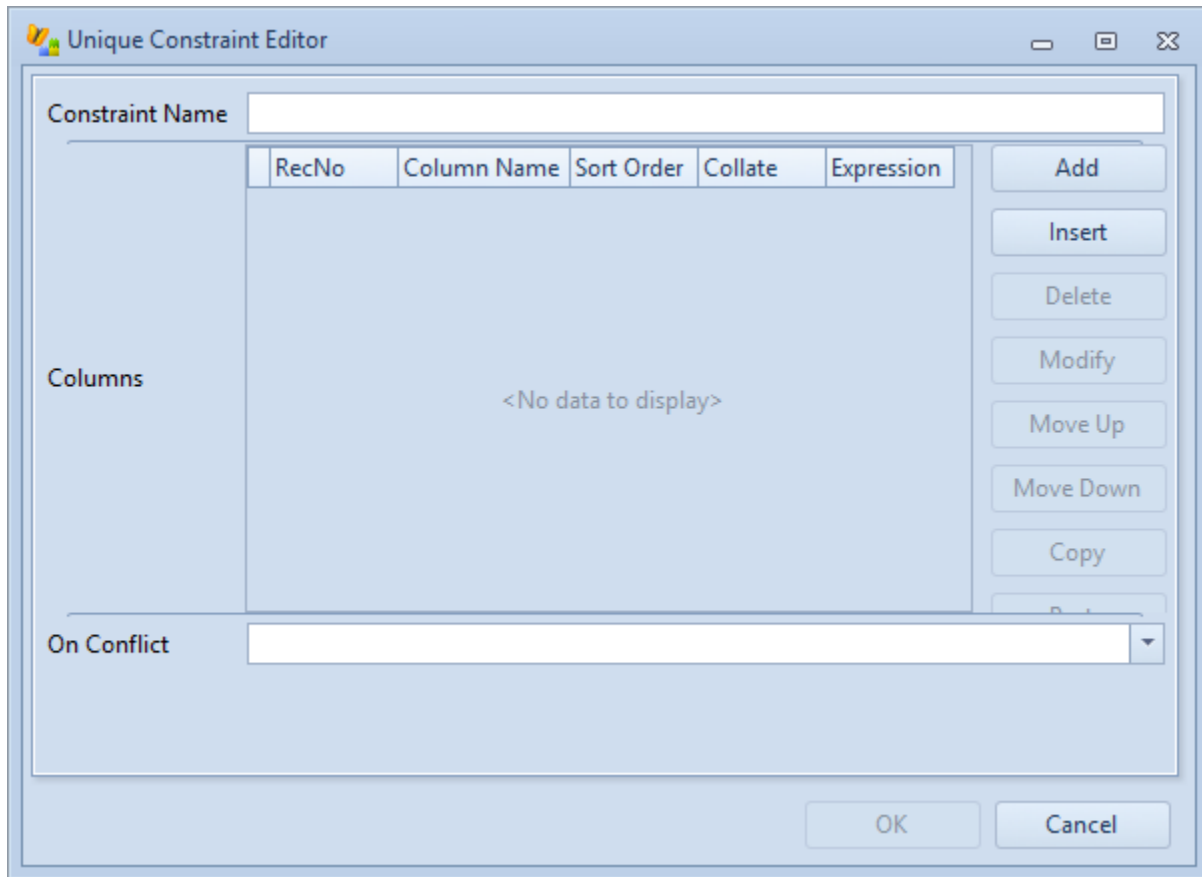 Unique Constraint Editor
Constraint Name
RecNo Column Name Sort Order Collate Expression
Add
Insert
Delete
Modify
Columns
<No data to display>
Move Up
Move Down
Copy
On Conflict
OK Cancel